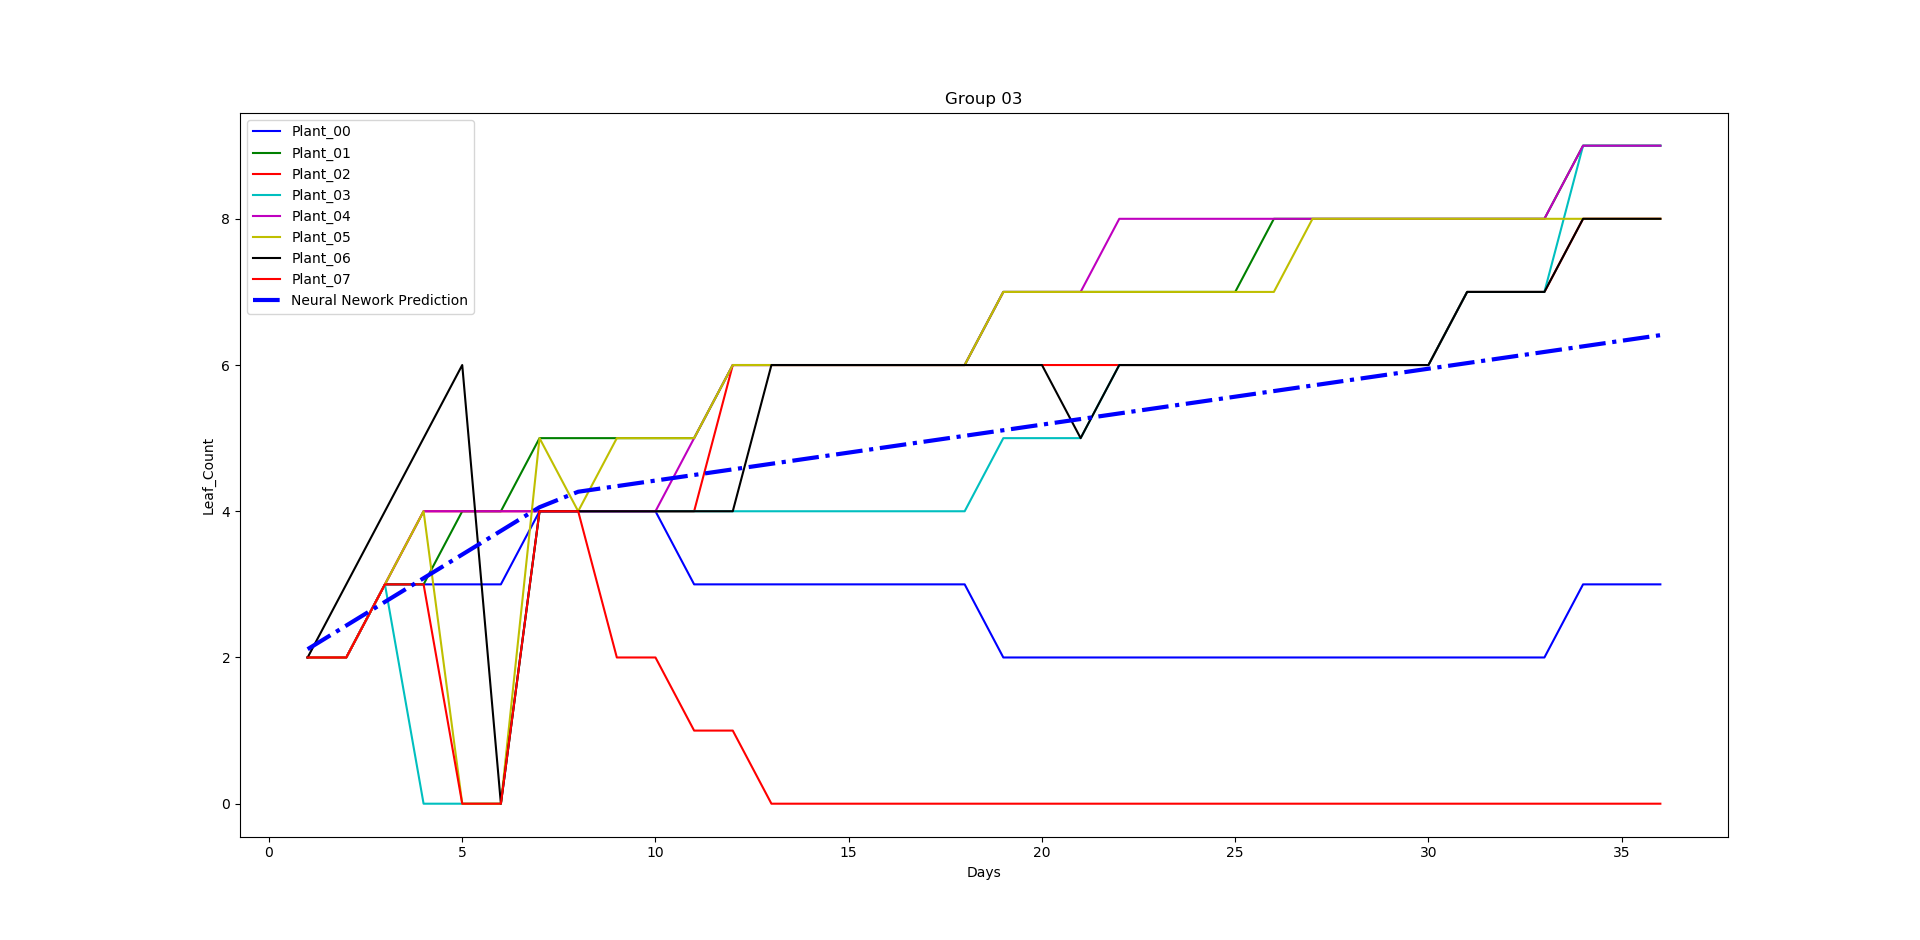 Group 03
Plant_00
Plant_01
Plant_02
Plant_03
Plant_04
Plant_05
Plant_06
Plant_07
Neural Nework Prediction
Leaf_Count
8
6
4
2
0
0 5 10 15 20 25 30 35
Days